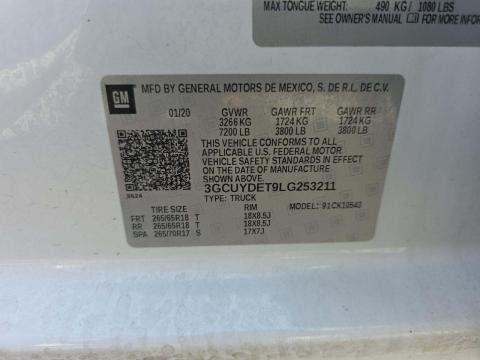 MAX TONGUE WEIGHT. 490 KG / 1080 LBS
SEE OWNER'S MANUAL FOR MORE INFORMATION
GM
MFD BY GENERAL MOTORS DE MEXICO, S. DE R.L. DE C.V.
01/20 GVWR GAWR FRT GAWR RR
3266 KG 1724 KG 1724 KG
7200 LB 3800 LB 3800 LB
THIS VEHICLE CONFORMS TO ALL
APPLICABLE U.S. FEDERAL MOTOR
VEHICLE SAFETY STANDARDS IN
EFFECT ON THE DATE OF
MANUFACTURE SHOWN ABOVE.
3GCUYDET9LG253211
TYPE: TRUCK
TIRE SIZE RIM MODEL: 91CK10543
FRT 265/65R18 T 18X8.5J
RR 265/65R18 T 18X8.5J
SPA 265/70R17 S 17X7J